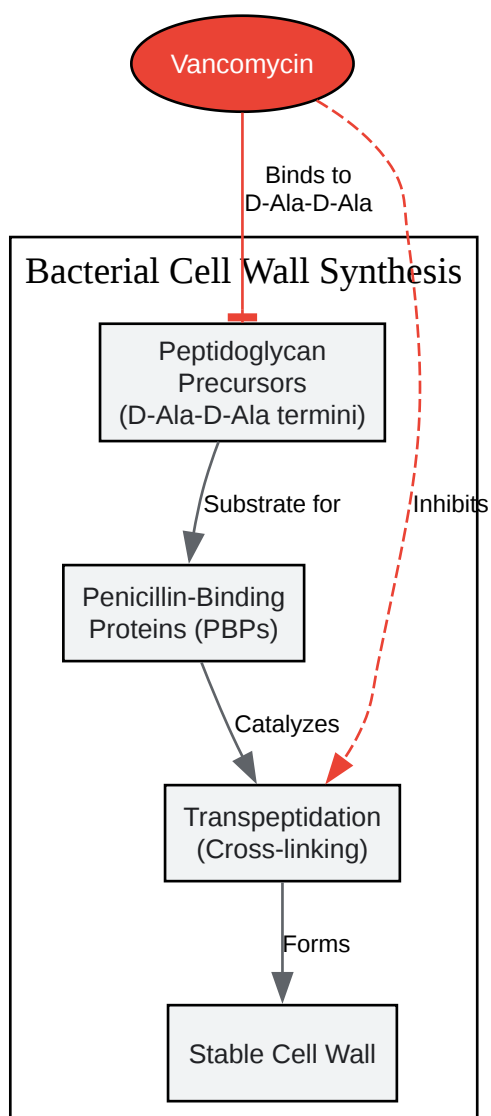 Vancomycin
Binds to
D-Ala-D-Ala
Bacterial Cell Wall Synthesis
Peptidoglycan
Precursors
(D-Ala-D-Ala termini)
Substrate for
Inhibits
Penicillin-Binding
Proteins (PBPs)
Catalyzes
Transpeptidation
(Cross-linking)
Forms
Stable Cell Wall